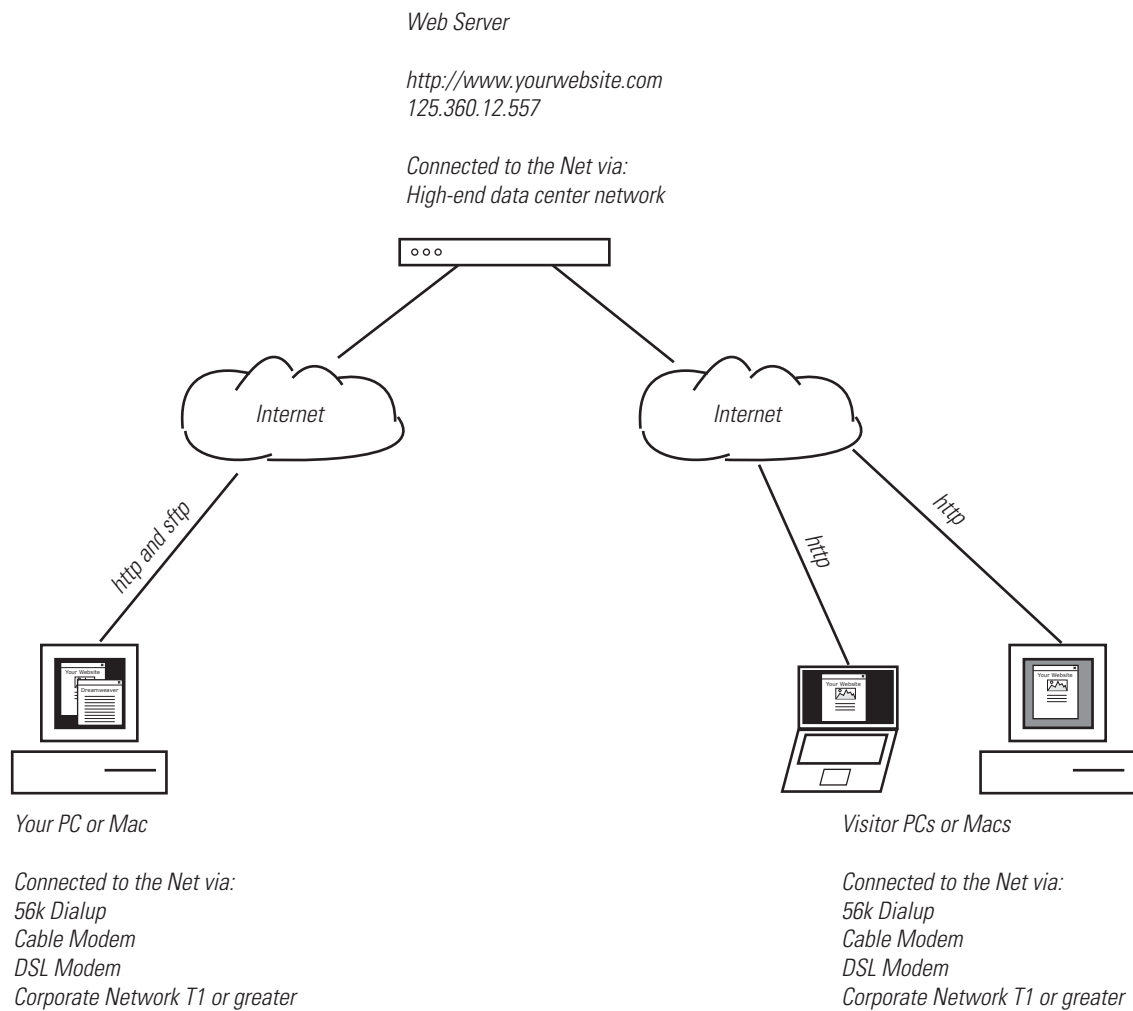 Web Server
http://www.yourwebsite.com
125.360.12.557
Connected to the Net via:
High-end data center network
Internet
Internet
http and sftp
http
http
Your Website
Dreamweaver
Your Website
Your Website
Your PC or Mac
Connected to the Net via:
56k Dialup
Cable Modem
DSL Modem
Corporate Network T1 or greater
Visitor PCs or Macs
Connected to the Net via:
56k Dialup
Cable Modem
DSL Modem
Corporate Network T1 or greater